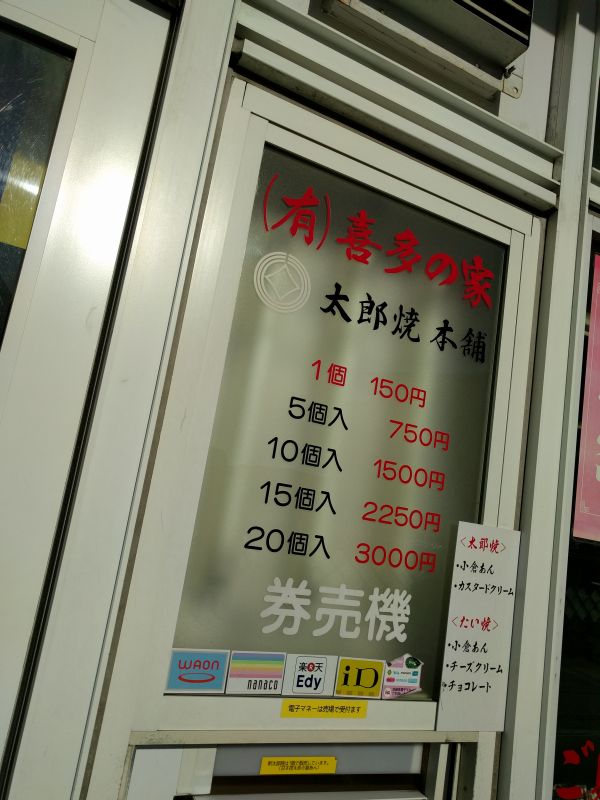 (有)喜多の家
太郎焼 本舗
1個 150円
5個入 750円
10個入 1500円
15個入 2250円
20個入 3000円
券売機
WAON
nanaco
楽天
Edy
iD
電子マネーは売場で受付ます
〈太郎焼〉
・小倉あん
・カスタードクリーム
〈たい焼〉
・小倉あん
・チーズクリーム
・チョコレート